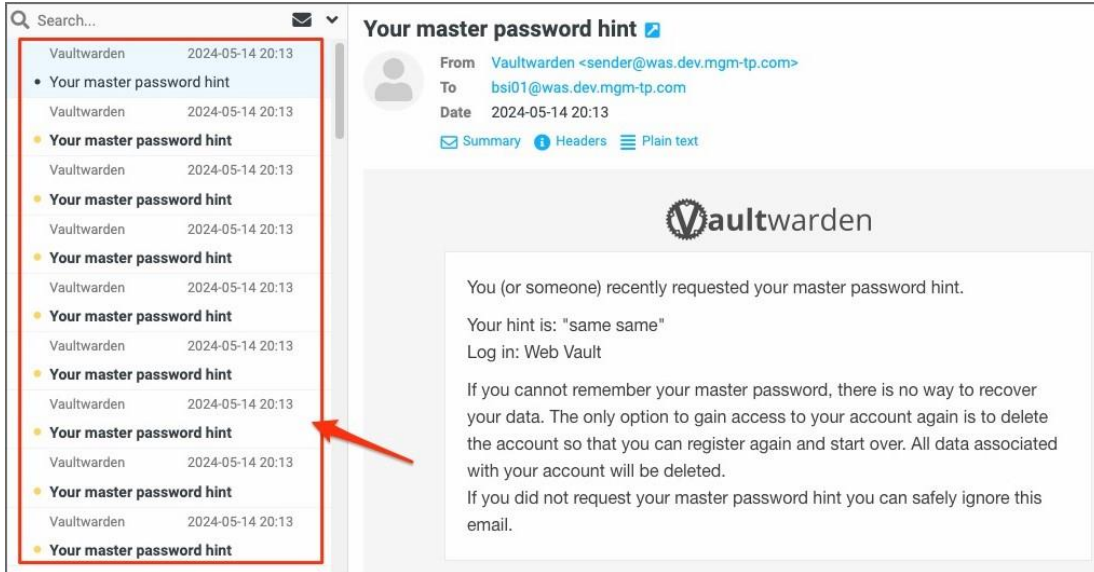 Search...
Vaultwarden 2024-05-14 20:13
Your master password hint
Vaultwarden 2024-05-14 20:13
Your master password hint
Vaultwarden 2024-05-14 20:13
Your master password hint
Vaultwarden 2024-05-14 20:13
Your master password hint
Vaultwarden 2024-05-14 20:13
Your master password hint
Vaultwarden 2024-05-14 20:13
Your master password hint
Vaultwarden 2024-05-14 20:13
Your master password hint
Vaultwarden 2024-05-14 20:13
Your master password hint
Vaultwarden 2024-05-14 20:13
Your master password hint
Your master password hint
From Vaultwarden <sender@was.dev.mgm-tp.com>
To bsi01@was.dev.mgm-tp.com
Date 2024-05-14 20:13
Summary Headers Plain text
Vaultwarden
You (or someone) recently requested your master password hint.
Your hint is: "same same"
Log in: Web Vault
If you cannot remember your master password, there is no way to recover
your data. The only option to gain access to your account again is to delete
the account so that you can register again and start over. All data associated
with your account will be deleted.
If you did not request your master password hint you can safely ignore this
email.